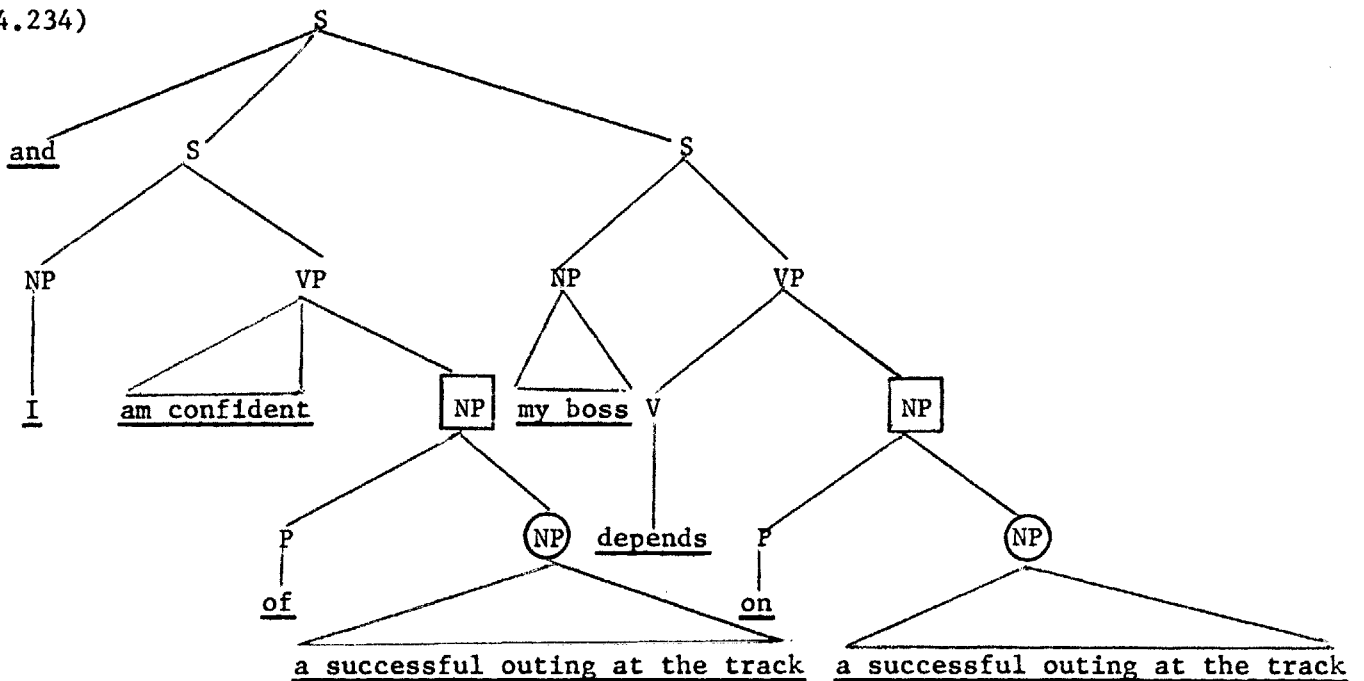 4.234)
S
and S S
NP VP NP VP
I am confident NP my boss V NP
P NP depends P NP
of on
a successful outing at the track a successful outing at the track